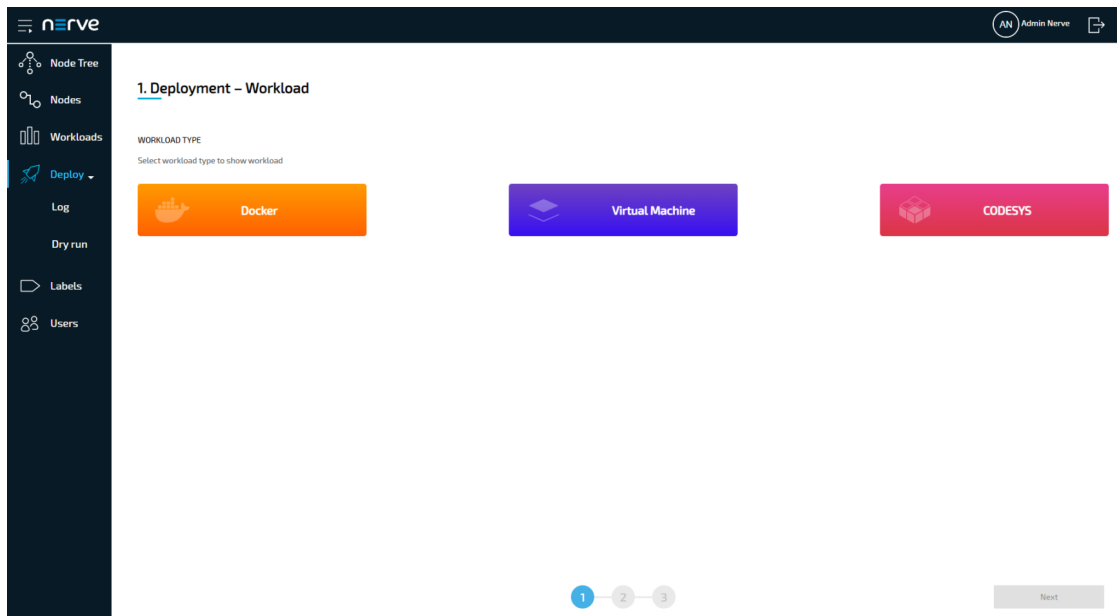 nerve
AN Admin Nerve
Node Tree
Nodes
Workloads
Deploy
Log
Dry run
Labels
Users
1. Deployment – Workload
WORKLOAD TYPE
Select workload type to show workload
Docker
Virtual Machine
CODESYS
1 2 3
Next